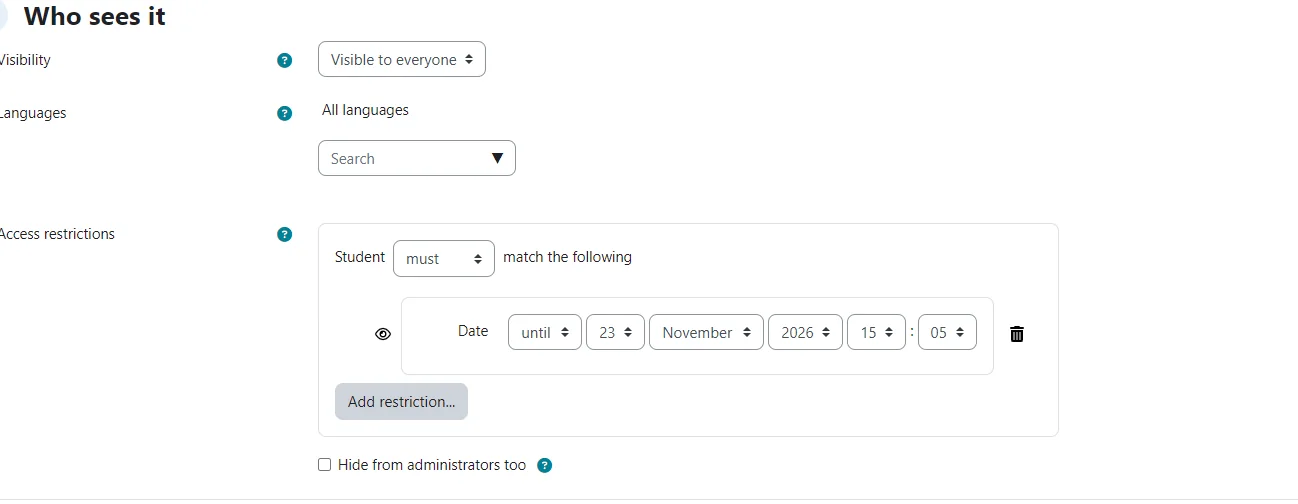 Who sees it
Visibility ? Visible to everyone
Languages ? All languages
Search
Access restrictions ?
Student must match the following
Date until 23 November 2026 15 : 05
Add restriction...
Hide from administrators too ?